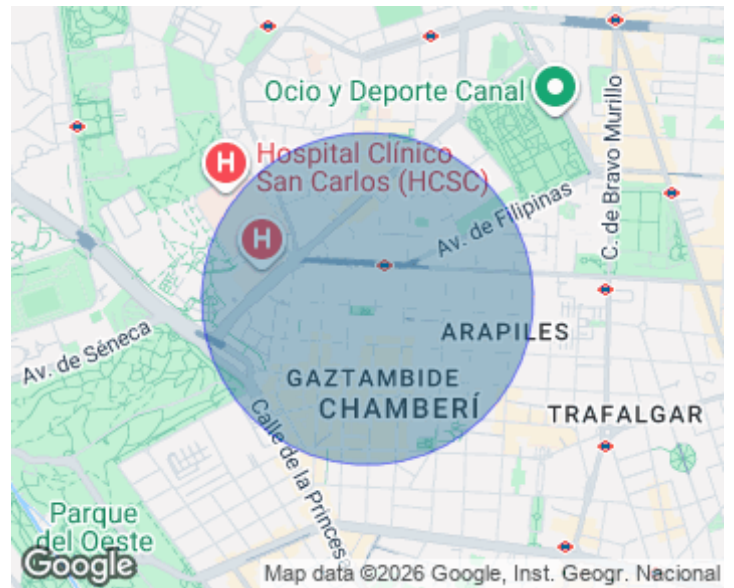 Ocio y Deporte Canal
H
Hospital Clínico
San Carlos (HCSC)
H
C. de Bravo Murillo
Av. de Filipinas
Av. de Séneca
ARAPILES
GAZTAMBIDE
CHAMBERÍ
TRAFALGAR
Calle de la Princesa
Parque
del Oeste
Google
Map data ©2026 Google, Inst. Geogr. Nacional